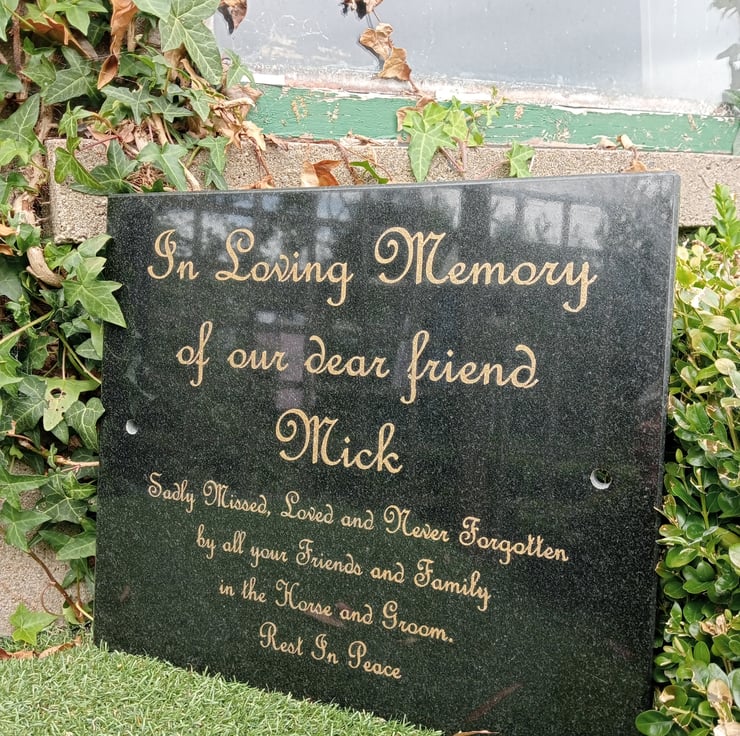 In Loving Memory
of our dear friend
Mick
Sadly Missed, Loved and Never Forgotten
by all your Friends and Family
in the Horse and Groom.
Rest In Peace